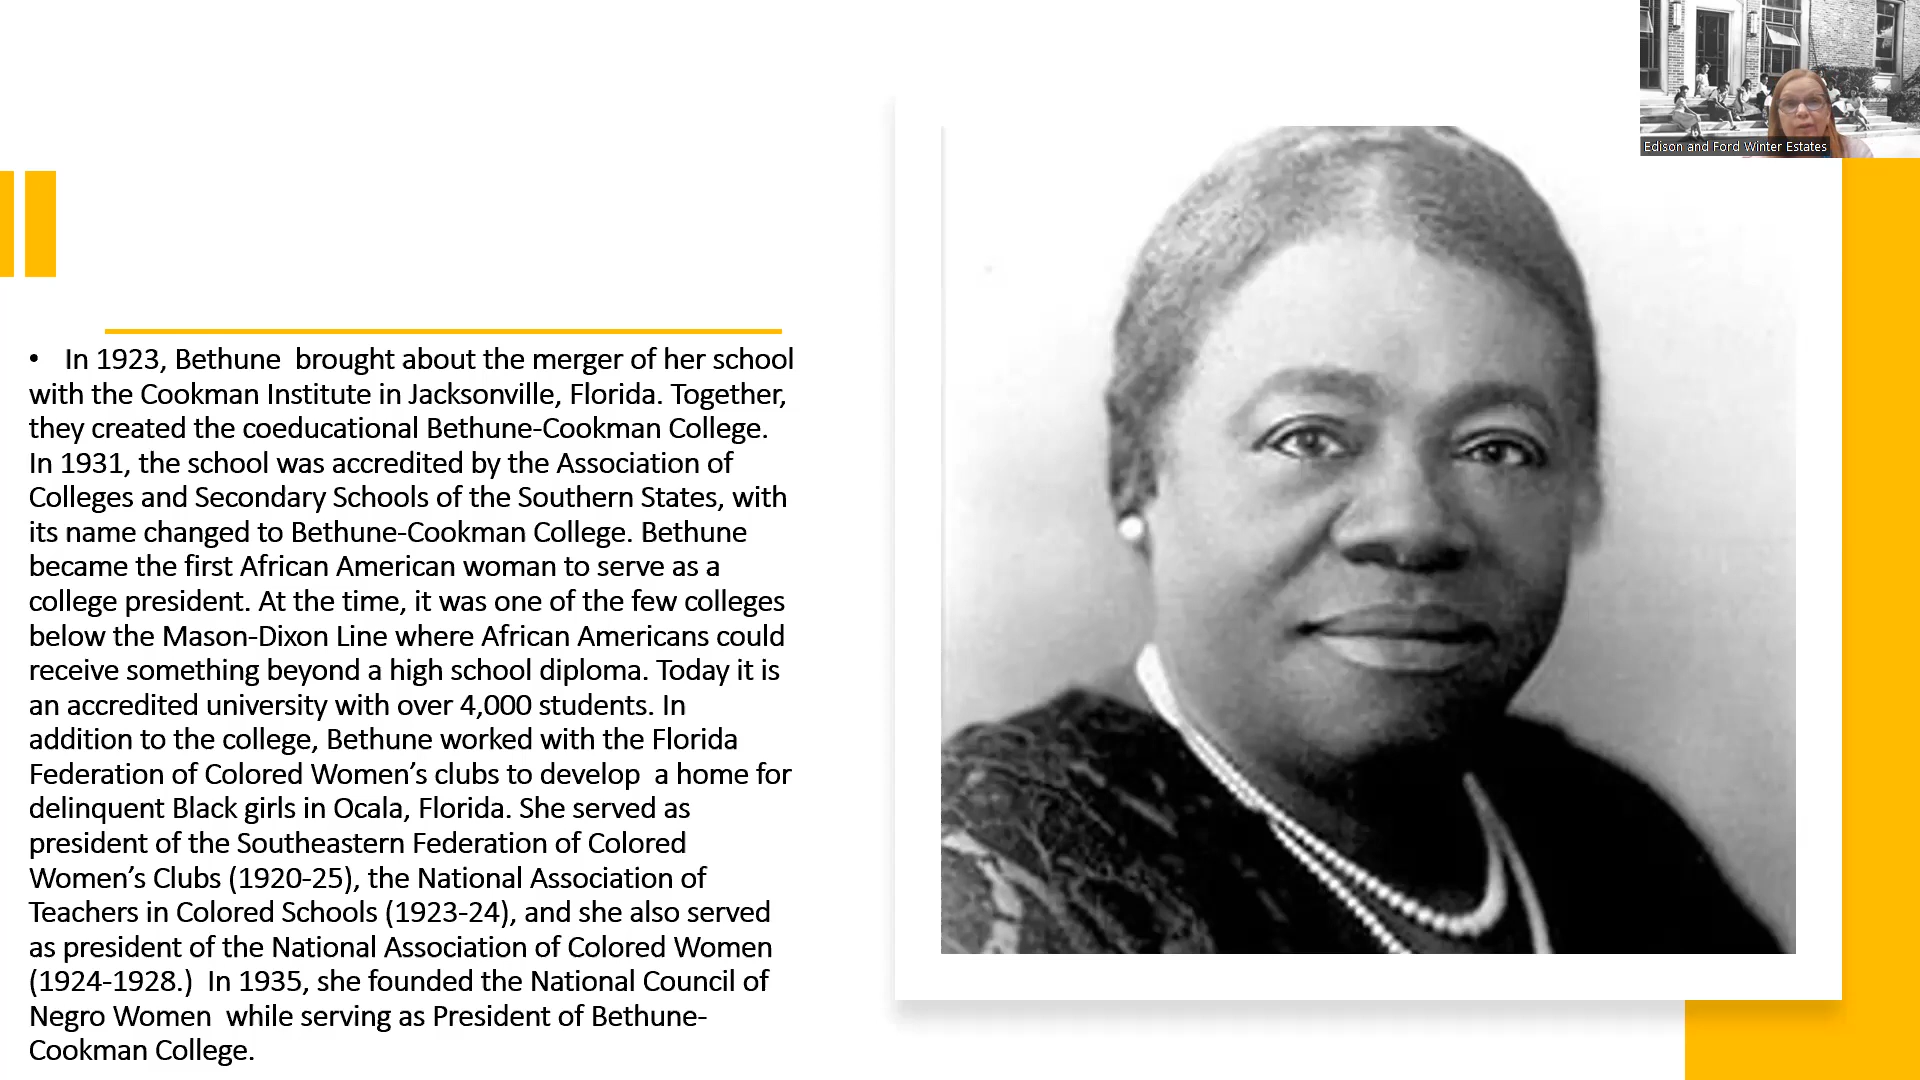 Edison and Ford Winter Estates
• In 1923, Bethune  brought about the merger of her school
with the Cookman Institute in Jacksonville, Florida. Together,
they created the coeducational Bethune-Cookman College.
In 1931, the school was accredited by the Association of
Colleges and Secondary Schools of the Southern States, with
its name changed to Bethune-Cookman College. Bethune
became the first African American woman to serve as a
college president. At the time, it was one of the few colleges
below the Mason-Dixon Line where African Americans could
receive something beyond a high school diploma. Today it is
an accredited university with over 4,000 students. In
addition to the college, Bethune worked with the Florida
Federation of Colored Women’s clubs to develop  a home for
delinquent Black girls in Ocala, Florida. She served as
president of the Southeastern Federation of Colored
Women’s Clubs (1920-25), the National Association of
Teachers in Colored Schools (1923-24), and she also served
as president of the National Association of Colored Women
(1924-1928.)  In 1935, she founded the National Council of
Negro Women  while serving as President of Bethune-
Cookman College.